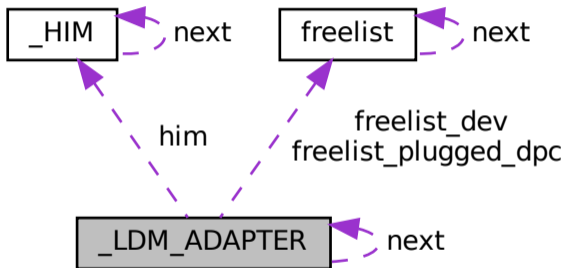 _HIM
next
freelist
next
him
freelist_dev
freelist_plugged_dpc
_LDM_ADAPTER
next